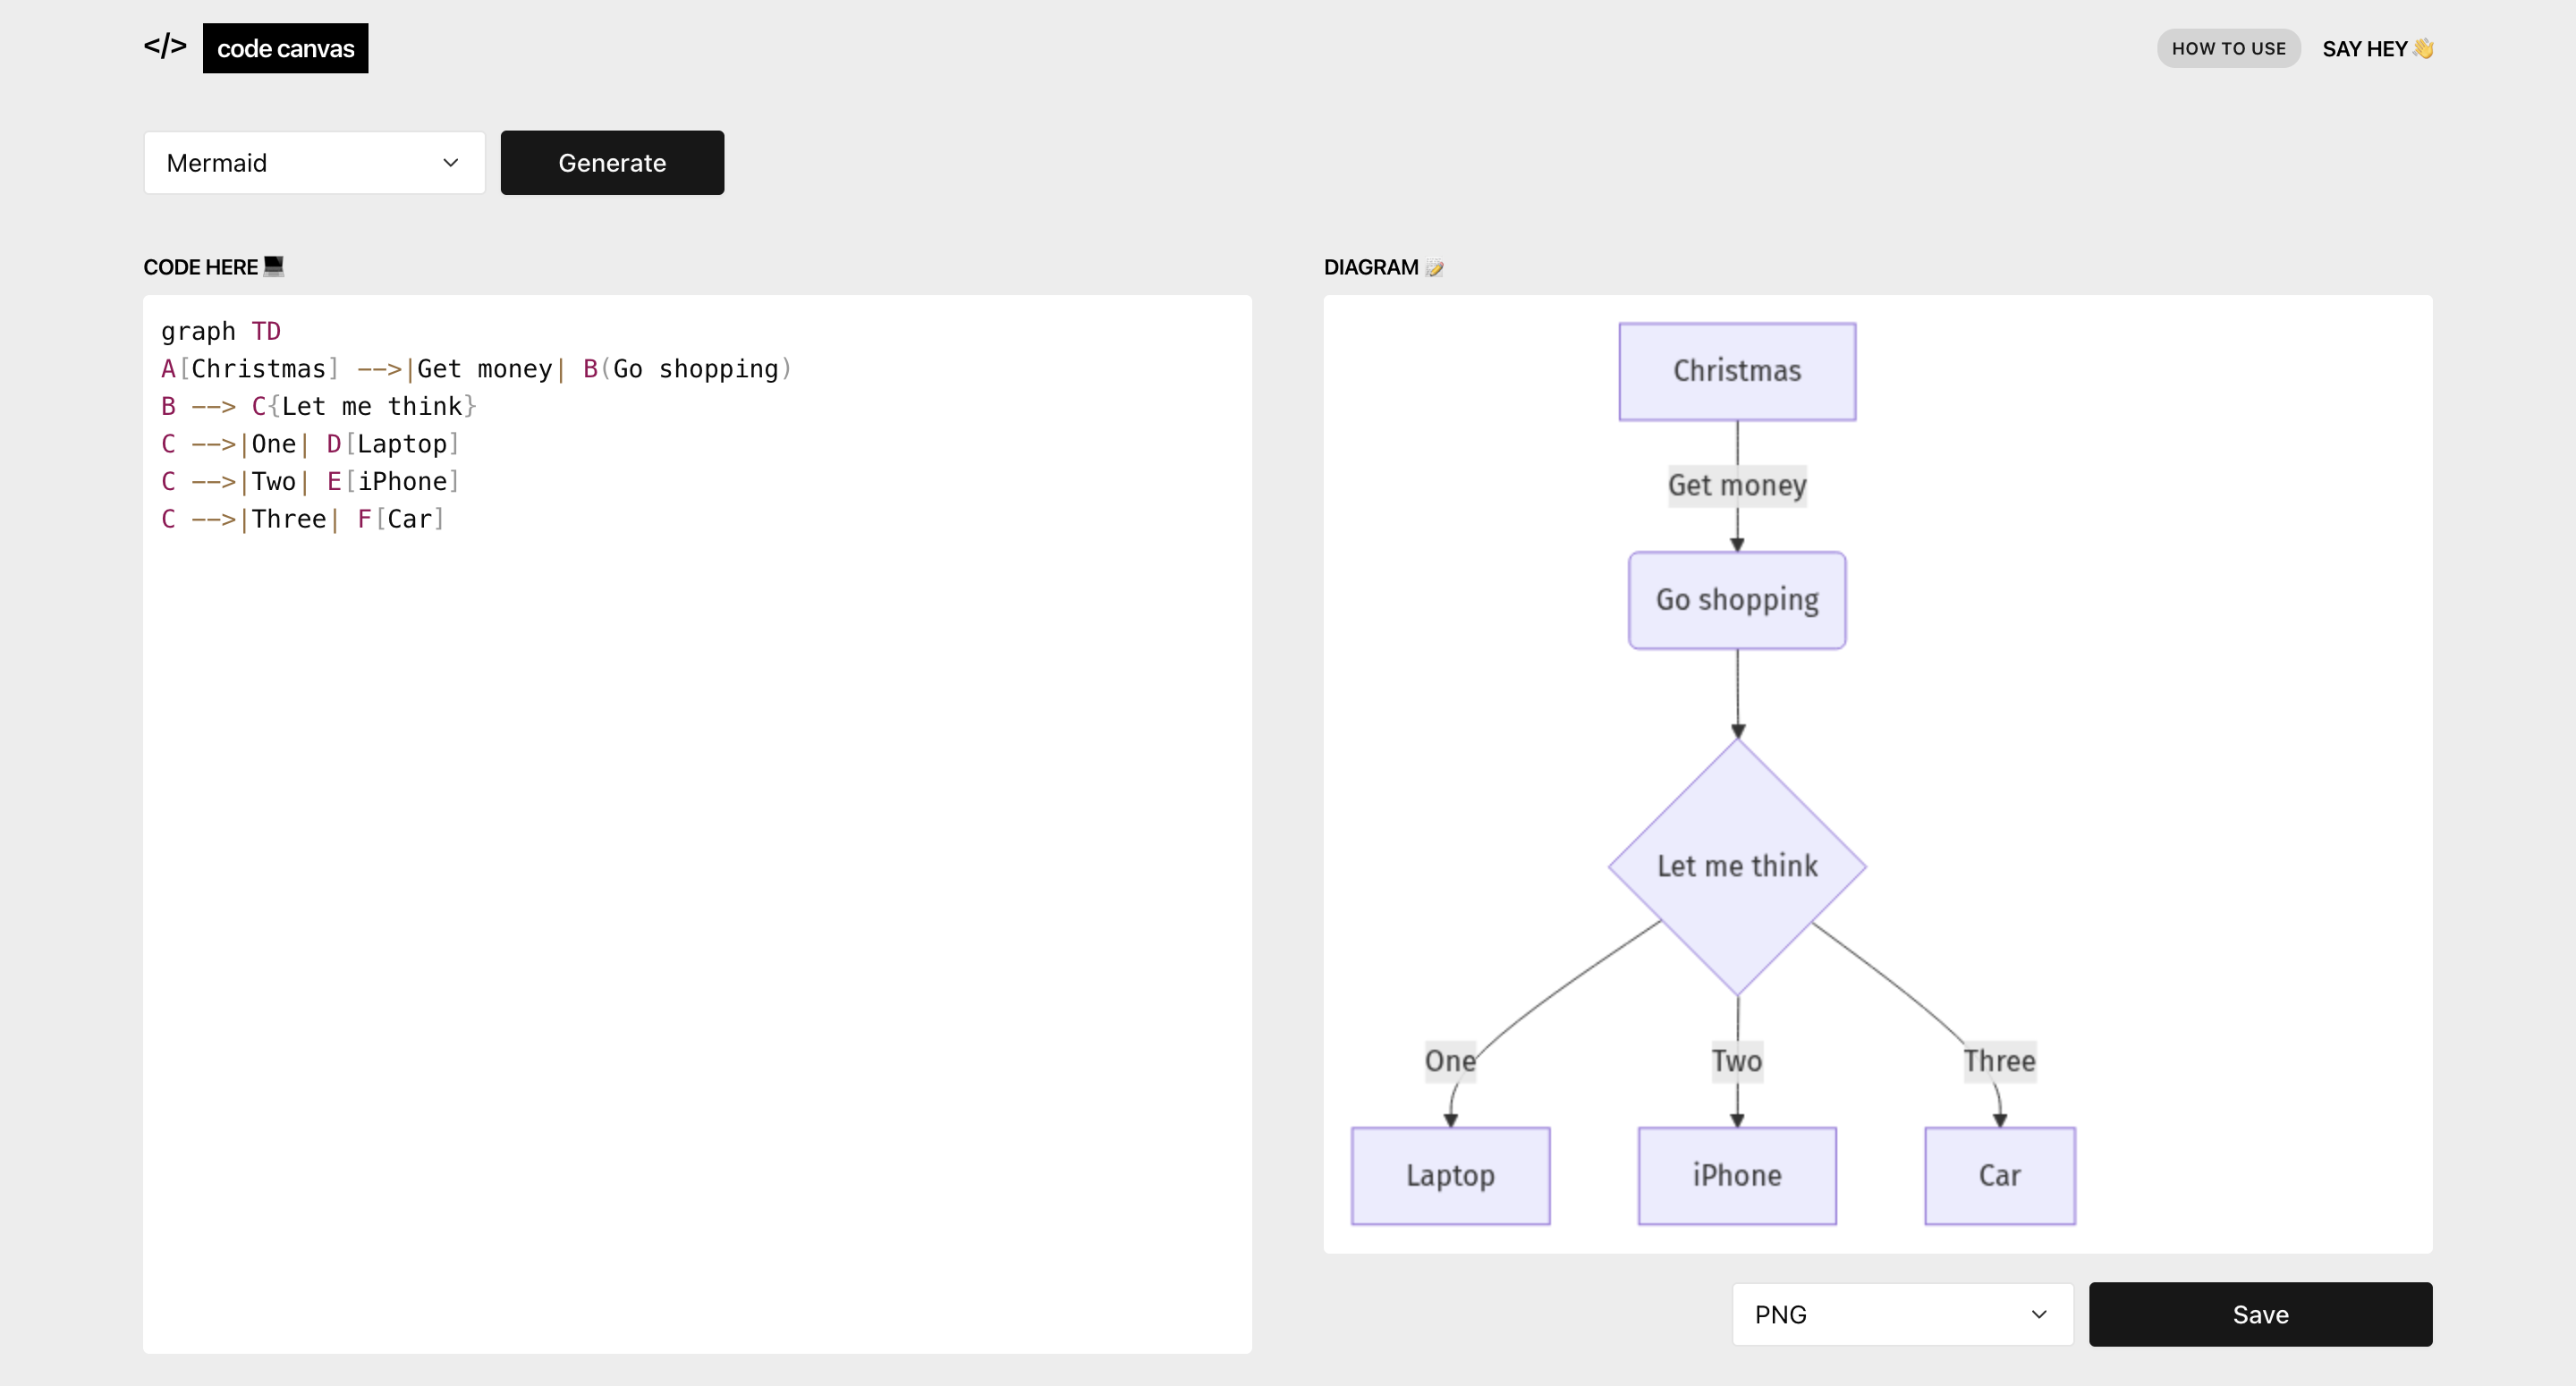 </> code canvas
HOW TO USE
SAY HEY 👋
Mermaid
Generate
CODE HERE 💻
graph TD
A[Christmas] -->|Get money| B(Go shopping)
B --> C{Let me think}
C -->|One| D[Laptop]
C -->|Two| E[iPhone]
C -->|Three| F[Car]
DIAGRAM 📝
Christmas
Get money
Go shopping
Let me think
One
Two
Three
Laptop
iPhone
Car
PNG
Save